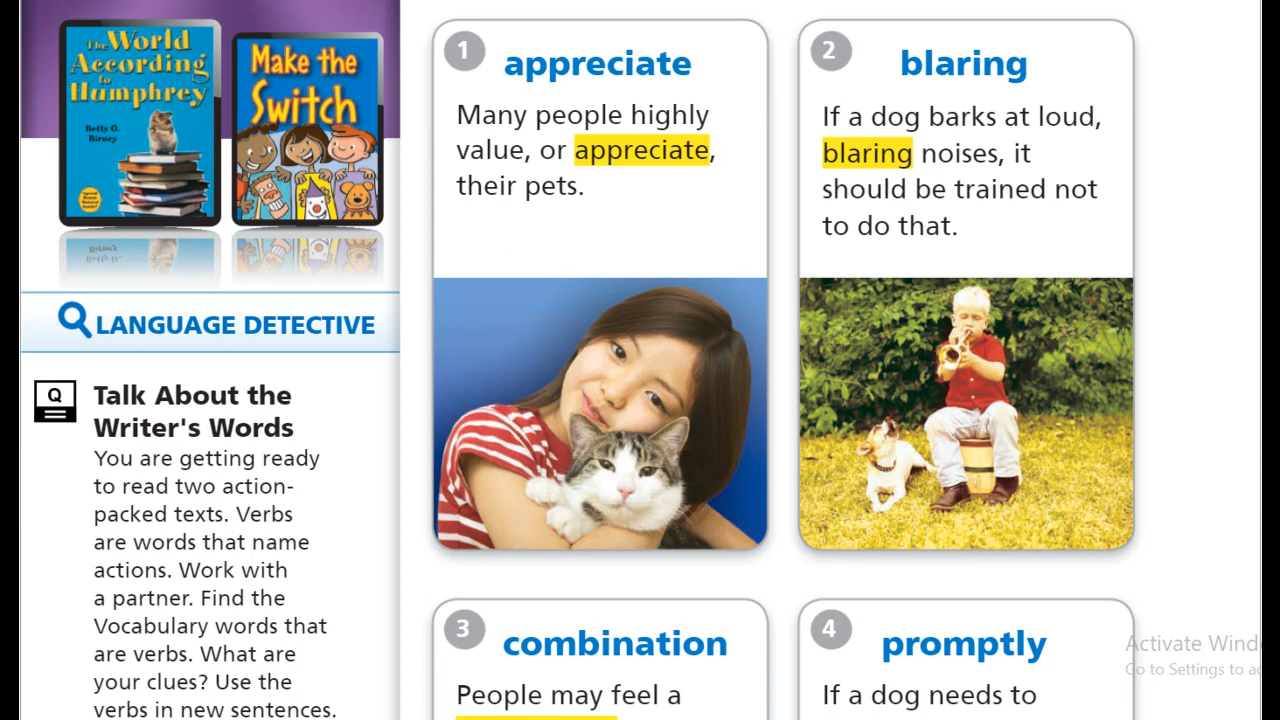 The World
According
to
Humphrey
Betty G.
Birney
Make the
Switch
LANGUAGE DETECTIVE
Q
Talk About the
Writer's Words
You are getting ready
to read two action-
packed texts. Verbs
are words that name
actions. Work with
a partner. Find the
Vocabulary words that
are verbs. What are
your clues? Use the
verbs in new sentences.
1
appreciate
Many people highly
value, or appreciate,
their pets.
2
blaring
If a dog barks at loud,
blaring noises, it
should be trained not
to do that.
3
combination
People may feel a
4
promptly
If a dog needs to
Activate Wind
Go to Settings to a